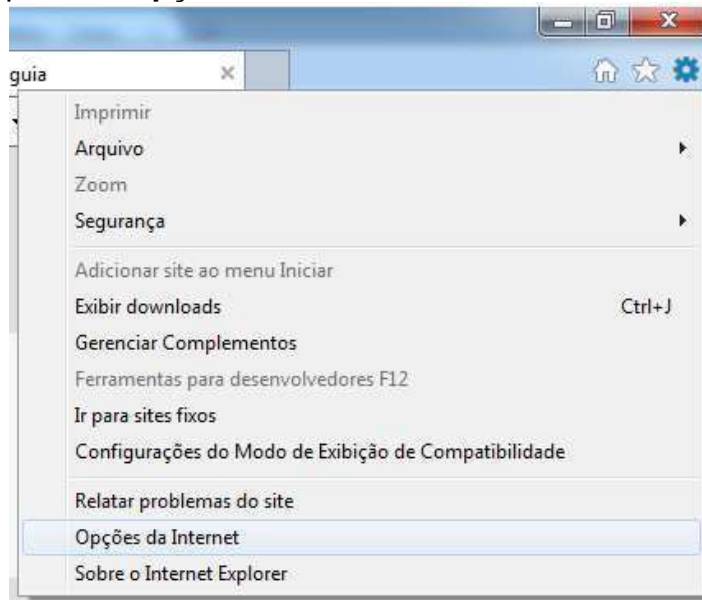 guia
Imprimir
Arquivo
Zoom
Segurança
Adicionar site ao menu Iniciar
Exibir downloads Ctrl+J
Gerenciar Complementos
Ferramentas para desenvolvedores F12
Ir para sites fixos
Configurações do Modo de Exibição de Compatibilidade
Relatar problemas do site
Opções da Internet
Sobre o Internet Explorer